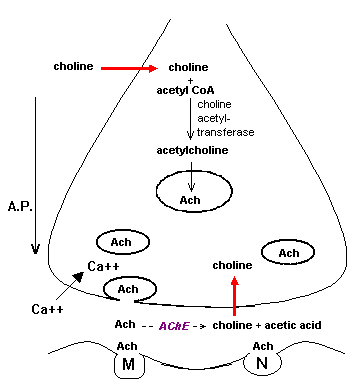 choline choline
+
acetyl CoA
choline
acetyl-
transferase
acetylcholine
Ach
A.P.
Ach
Ach
Ca++
choline
Ach
Ca++
Ach AChE choline + acetic acid
Ach Ach
M N